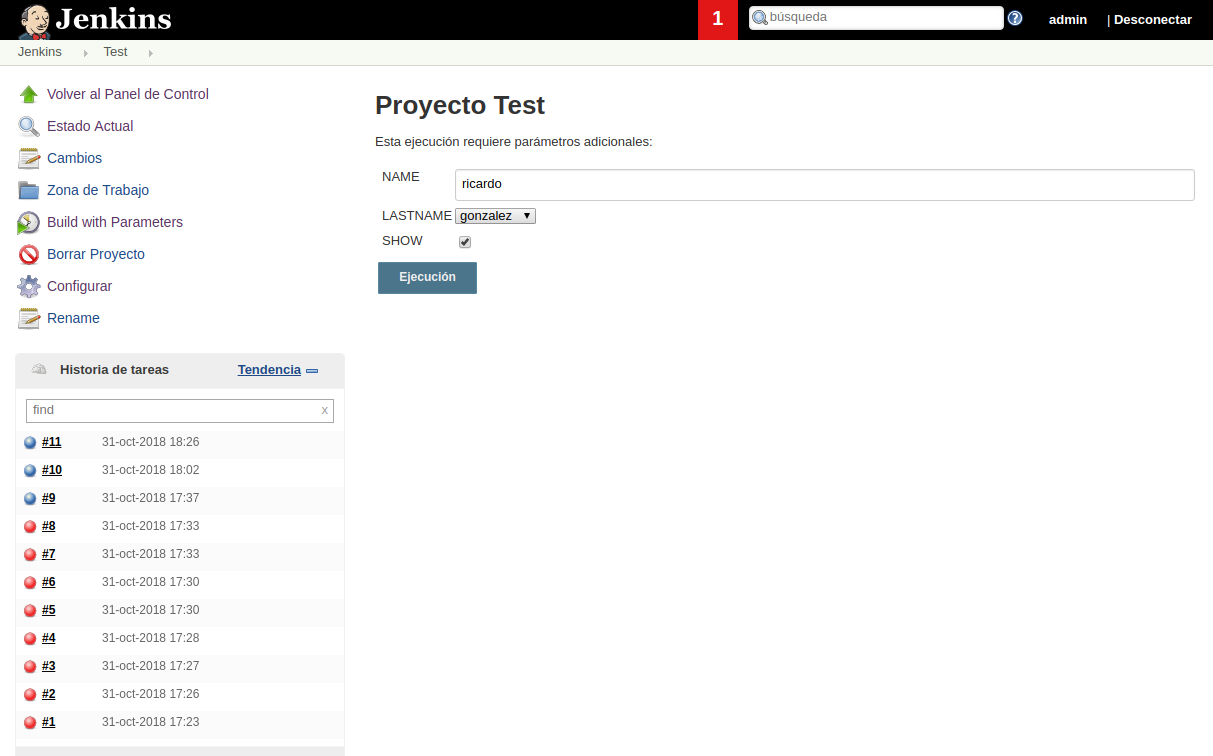 Jenkins
1
búsqueda
?
admin
| Desconectar
Jenkins
Test
Volver al Panel de Control
Estado Actual
Cambios
Zona de Trabajo
Build with Parameters
Borrar Proyecto
Configurar
Rename
Proyecto Test
Esta ejecución requiere parámetros adicionales:
NAME ricardo
LASTNAME gonzalez
SHOW
Ejecución
Historia de tareas Tendencia
find x
#11 31-oct-2018 18:26
#10 31-oct-2018 18:02
#9 31-oct-2018 17:37
#8 31-oct-2018 17:33
#7 31-oct-2018 17:33
#6 31-oct-2018 17:30
#5 31-oct-2018 17:30
#4 31-oct-2018 17:28
#3 31-oct-2018 17:27
#2 31-oct-2018 17:26
#1 31-oct-2018 17:23